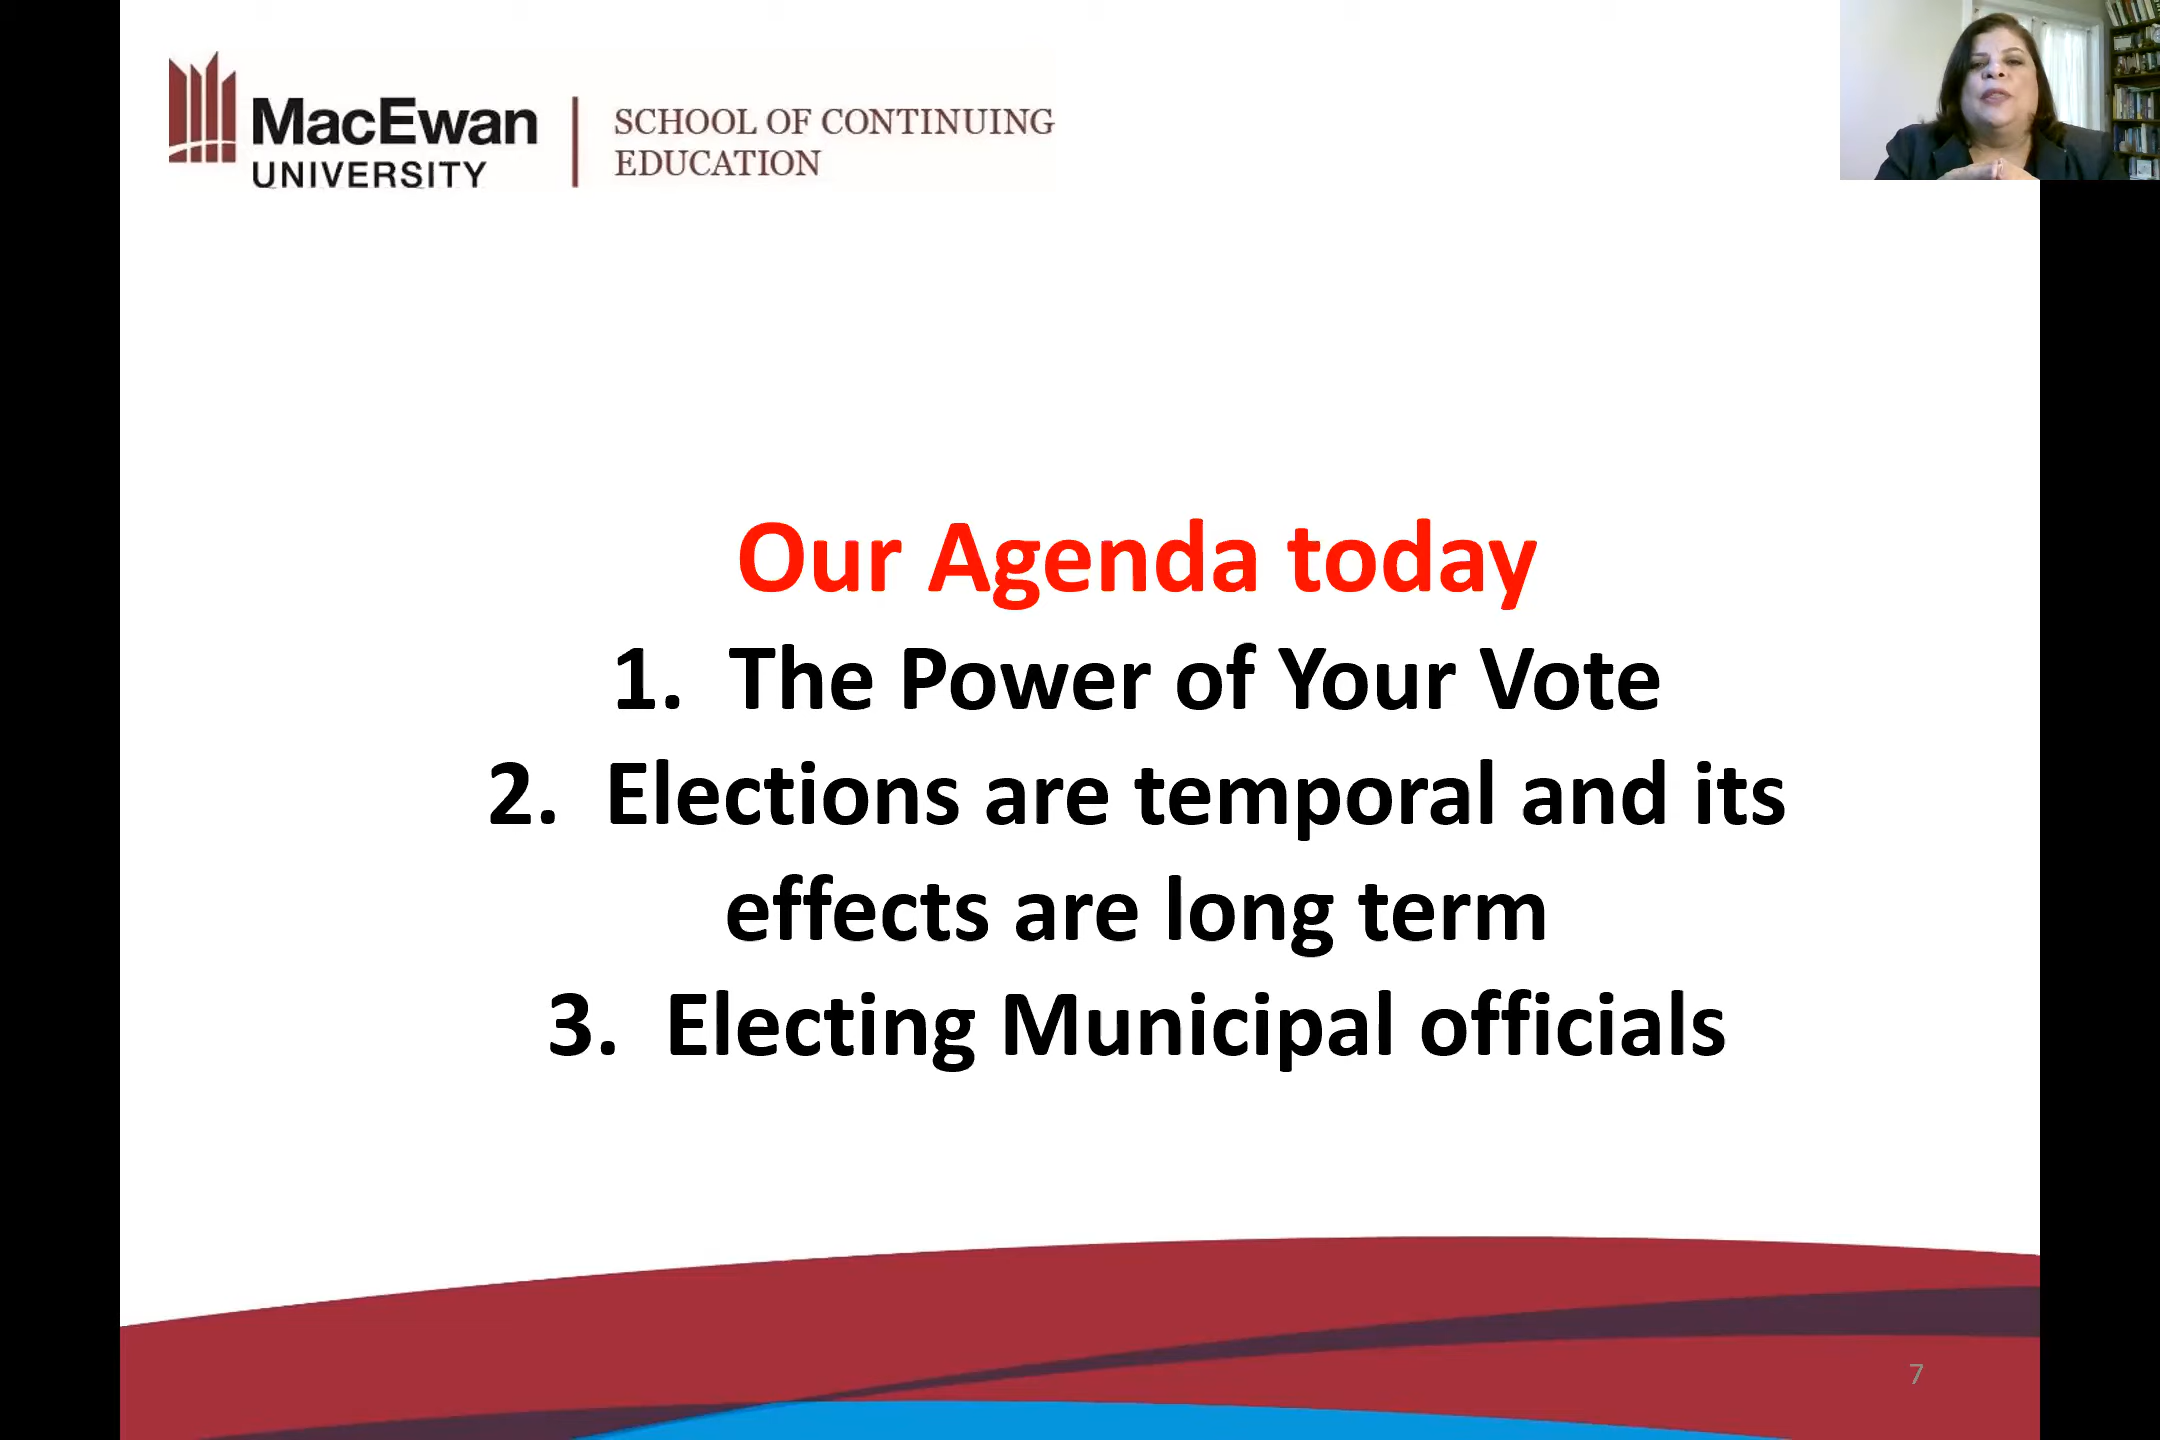 MacEwan
UNIVERSITY
SCHOOL OF CONTINUING
EDUCATION
Our Agenda today
1. The Power of Your Vote
2. Elections are temporal and its
effects are long term
3. Electing Municipal officials
7